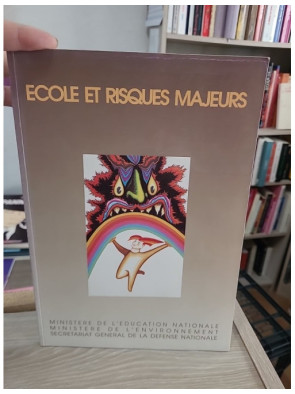 ECOLE ET RISQUES MAJEURS
MINISTERE DE L'EDUCATION NATIONALE
MINISTERE DE L'ENVIRONNEMENT
SECRETARIAT GENERAL DE LA DEFENSE NATIONALE